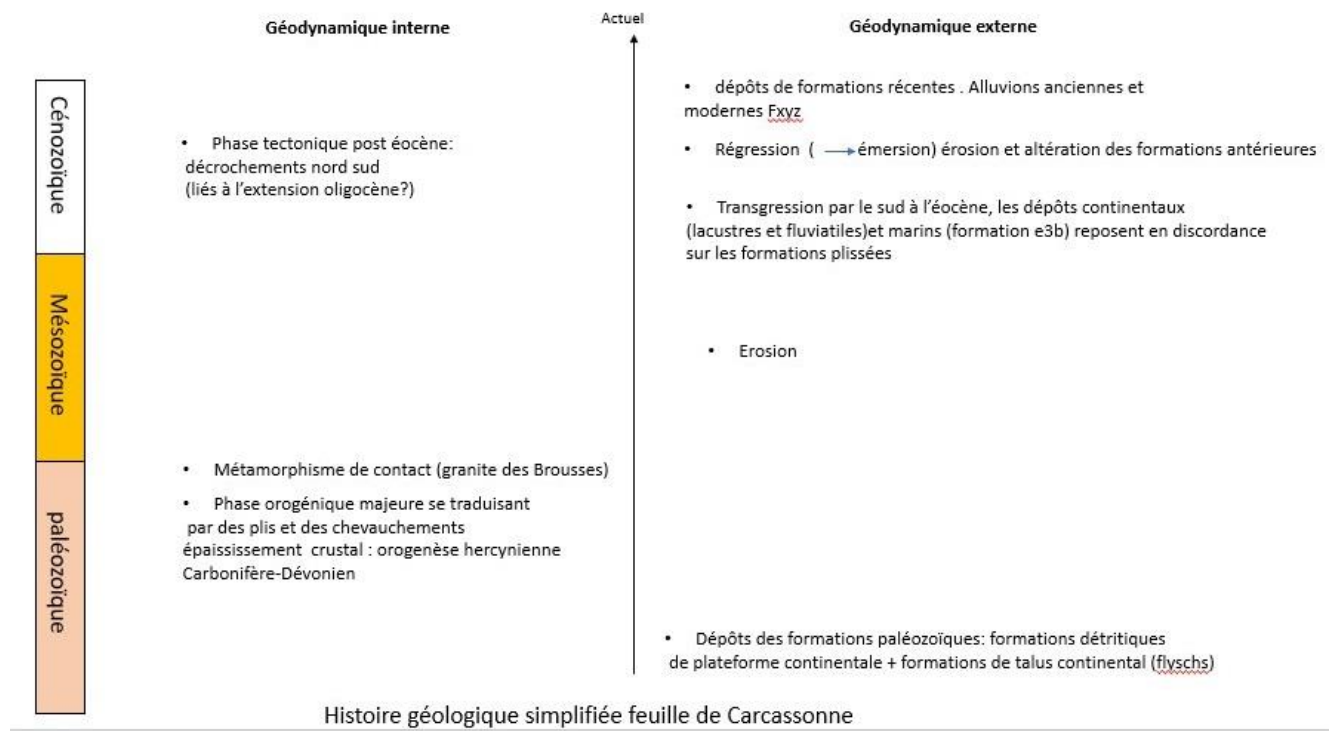 Géodynamique interne
Actuel
Géodynamique externe
Cénozoïque
Mésozoïque
paléozoïque
• Phase tectonique post éocène:
décrochements nord sud
(liés à l'extension oligocène?)
• Métamorphisme de contact (granite des Brousses)
• Phase orogénique majeure se traduisant
par des plis et des chevauchements
épaississement crustal : orogenèse hercynienne
Carbonifère-Dévonien
• dépôts de formations récentes . Alluvions anciennes et
modernes Fxyz
• Régression ( → émersion) érosion et altération des formations antérieures
• Transgression par le sud à l'éocène, les dépôts continentaux
(lacustres et fluviatiles)et marins (formation e3b) reposent en discordance
sur les formations plissées
• Erosion
• Dépôts des formations paléozoïques: formations détritiques
de plateforme continentale + formations de talus continental (flyschs)
Histoire géologique simplifiée feuille de Carcassonne